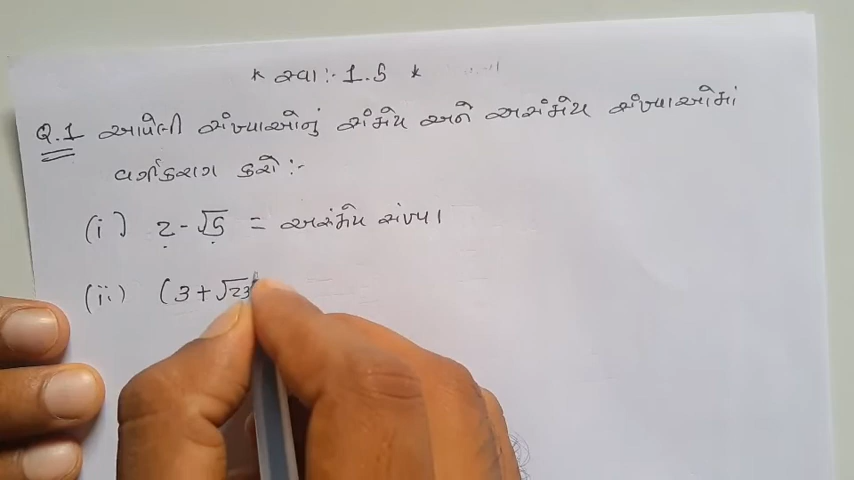 * સ્વા :- 1.5 *
Q.1 આપેલી સંખ્યાઓનું સંમેય અને અસંમેય સંખ્યાઓમાં
વર્ગીકરણ કરો :-
(i) 2 - √5 = અસંમેય સંખ્યા
(ii) (3 + √23